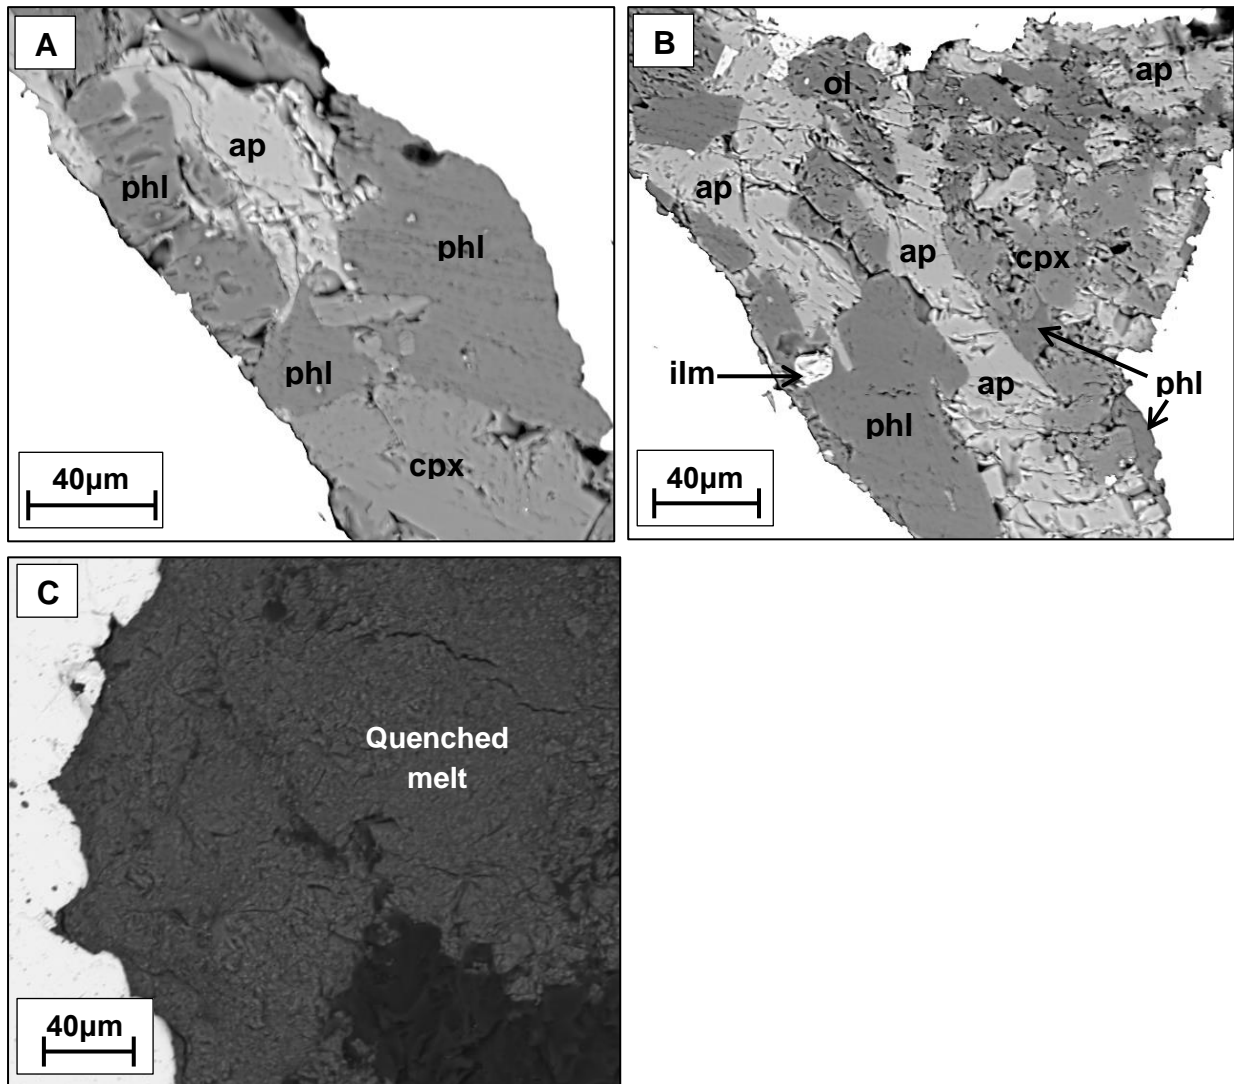 A
ap
phl
phl
phl
cpx
40µm
B
ap
ol
ap
ap
cpx
ilm
ap
phl
phl
40µm
C
Quenched
melt
40µm